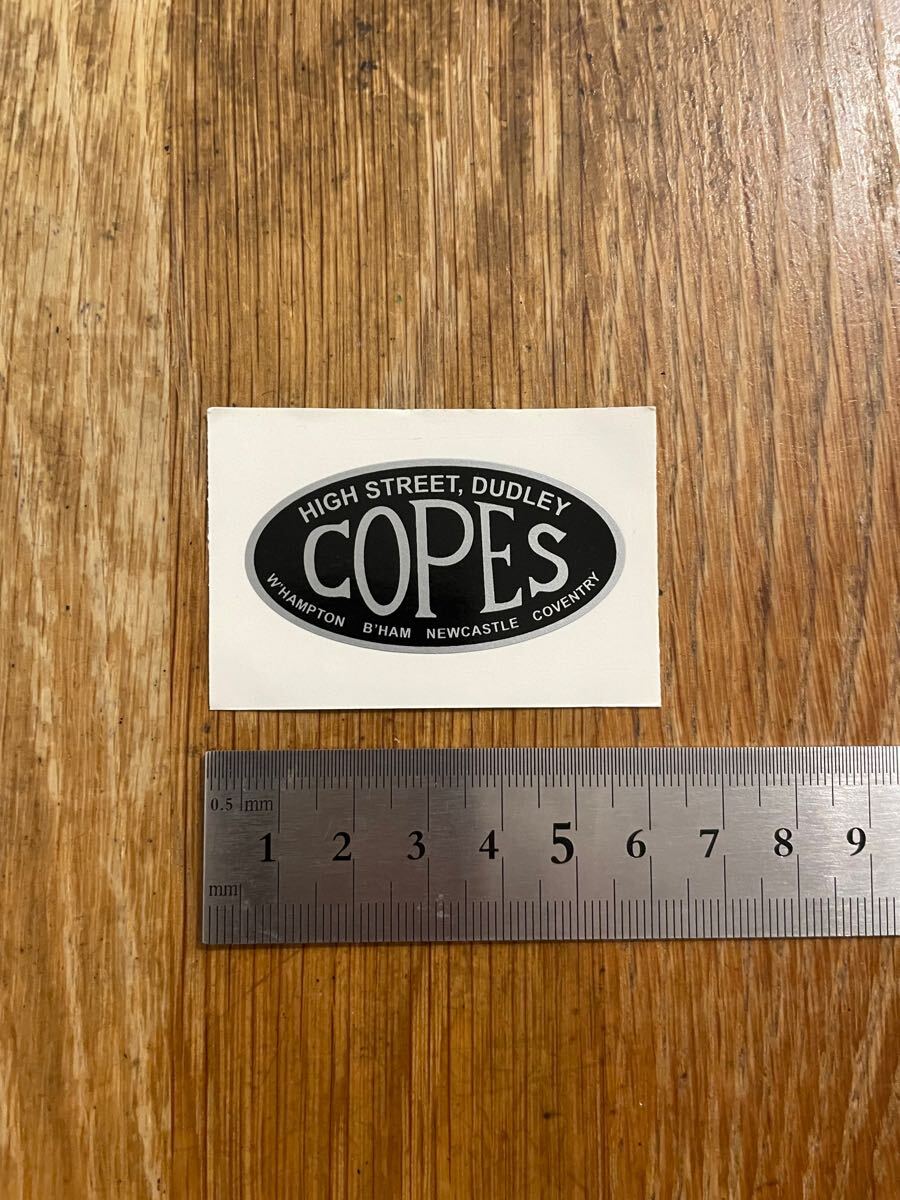 HIGH STREET, DUDLEY
COPES
W'HAMPTON B'HAM NEWCASTLE COVENTRY
0.5 mm
1 2 3 4 5 6 7 8 9
mm